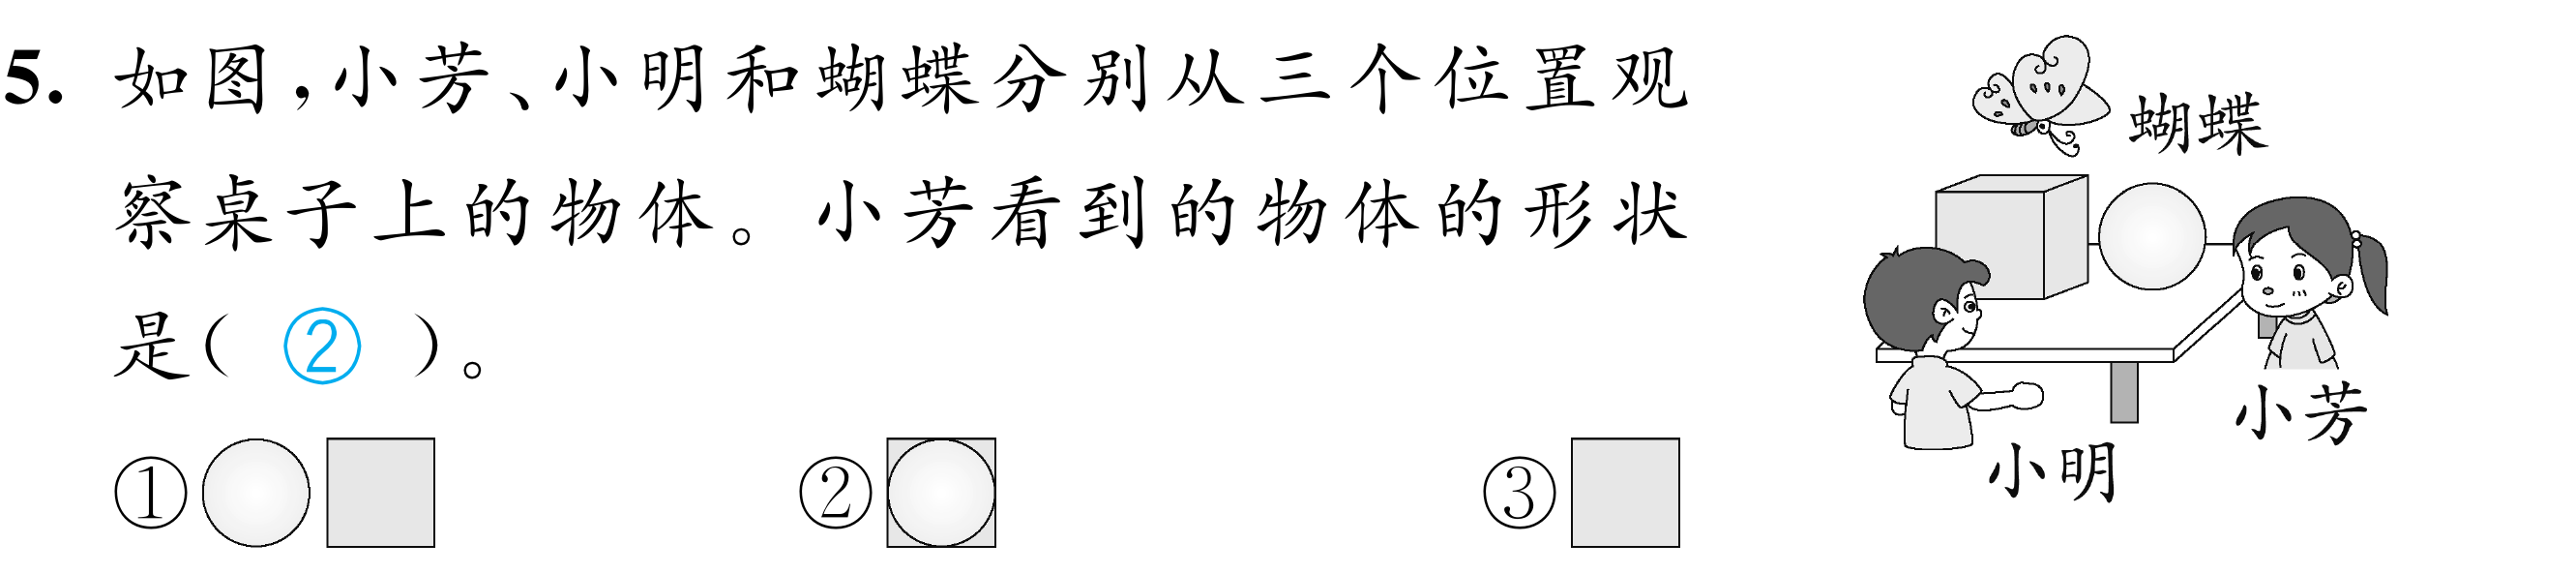 5. 如图，小芳、小明和蝴蝶分别从三个位置观
察桌子上的物体。小芳看到的物体的形状
是（ ② ）。
① ② ③
蝴蝶
小芳
小明